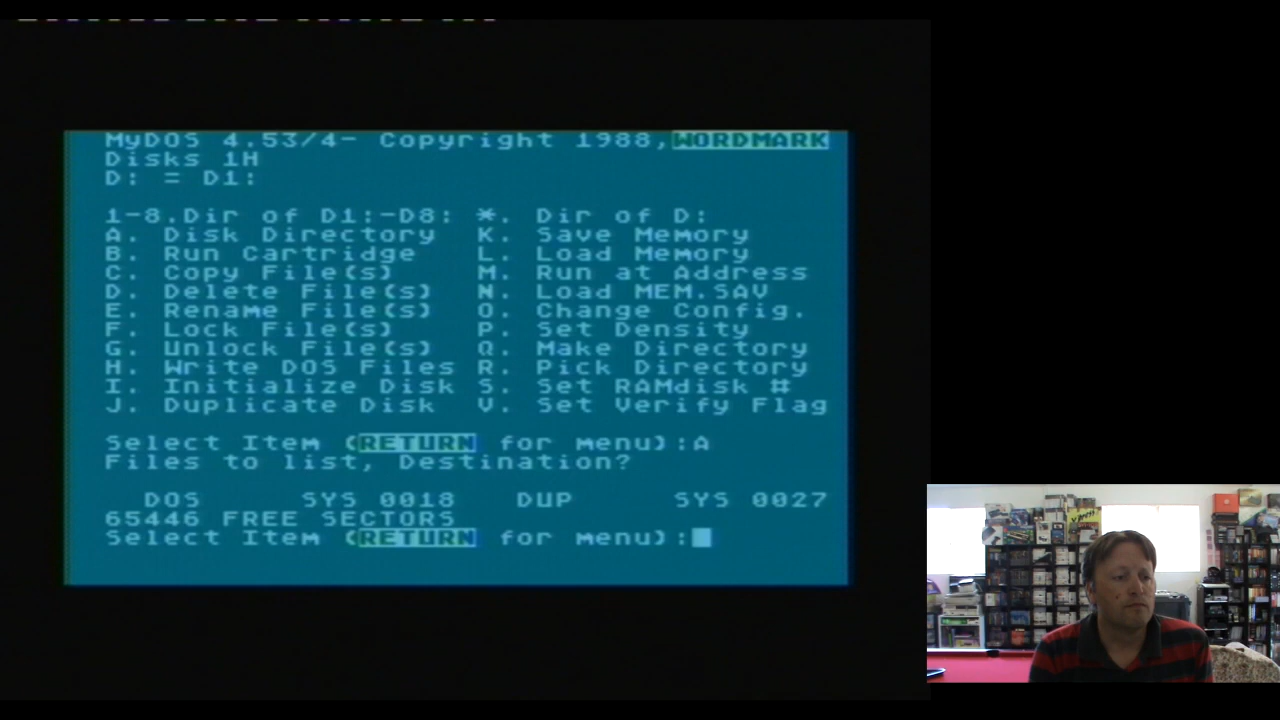 MyDOS 4.53/4- Copyright 1988,WORDMARK
Disks 1H
D: = D1:
1-8.Dir of D1:-D8: *. Dir of D:
A. Disk Directory K. Save Memory
B. Run Cartridge L. Load Memory
C. Copy File(s) M. Run at Address
D. Delete File(s) N. Load MEM.SAV
E. Rename File(s) O. Change Config.
F. Lock File(s) P. Set Density
G. Unlock File(s) Q. Make Directory
H. Write DOS Files R. Pick Directory
I. Initialize Disk S. Set RAMdisk #
J. Duplicate Disk V. Set Verify Flag
Select Item (RETURN for menu):A
Files to list, Destination?
DOS SYS 0018 DUP SYS 0027
65446 FREE SECTORS
Select Item (RETURN for menu):